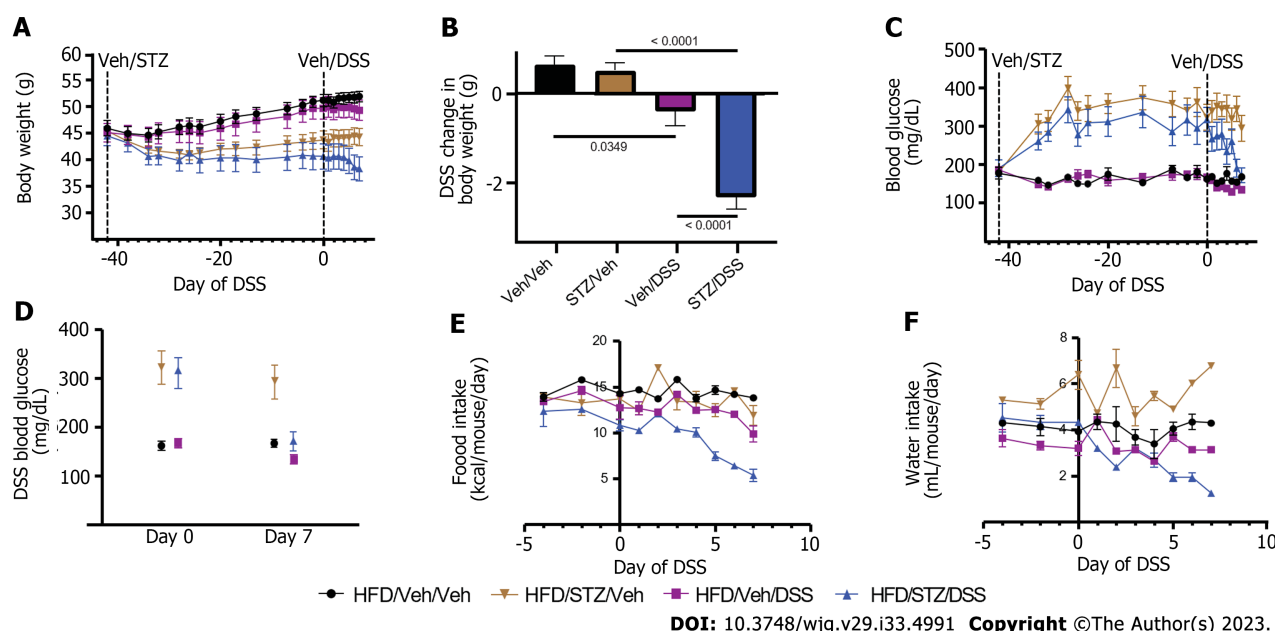 A
Body weight (g)
60
55
50
45
40
35
30
Veh/STZ
Veh/DSS
-40
-20
0
Day of DSS
B
DSS change in
body weight (g)
0
-2
< 0.0001
0.0349
< 0.0001
Veh/Veh
STZ/Veh
Veh/DSS
STZ/DSS
C
Blood glucose
(mg/dL)
500
400
300
200
100
Veh/STZ
Veh/DSS
-40
-20
0
Day of DSS
D
DSS blodd glucose
(mg/dL)
400
300
200
100
Day 0
Day 7
E
Foood intake
(kcal/mouse/day)
20
15
10
5
-5
0
5
10
Day of DSS
F
Water intake
(mL/mouse/day)
8
6
4
2
-5
0
5
10
Day of DSS
HFD/Veh/Veh
HFD/STZ/Veh
HFD/Veh/DSS
HFD/STZ/DSS
DOI: 10.3748/wjg.v29.i33.4991 Copyright ©The Author(s) 2023.